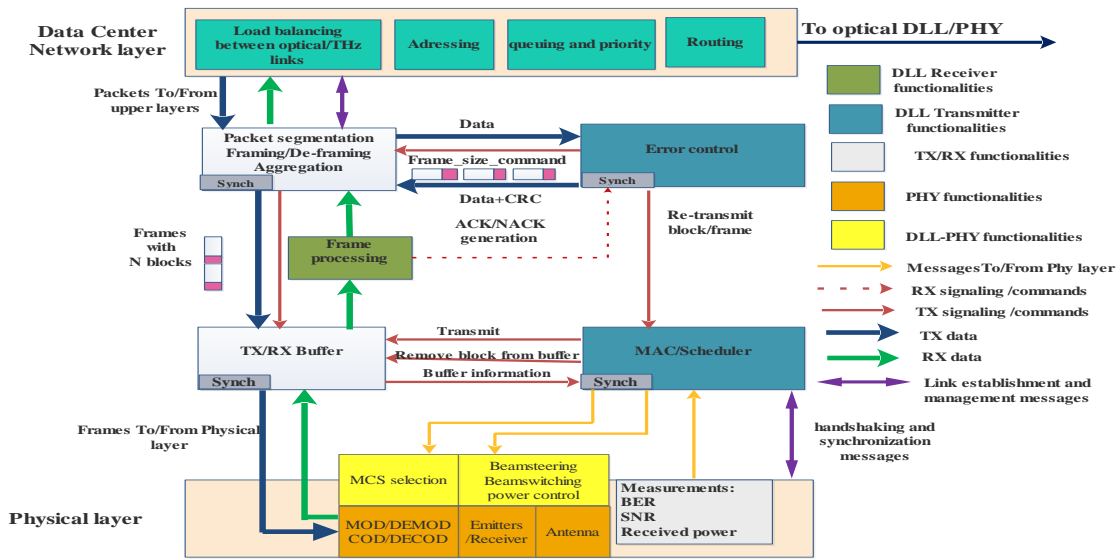 Data Center
Network layer
Load balancing
between optical/THz
links
Adressing
queuing and priority
Routing
To optical DLL/PHY
Packets To/From
upper layers
Packet segmentation
Framing/De-framing
Aggregation
Synch
Data
Frame_size_command
Data+CRC
Error control
Synch
ACK/NACK
generation
Re-transmit
block/frame
Frames
with
N blocks
Frame
processing
TX/RX Buffer
Synch
Transmit
Remove block from buffer
Buffer information
MAC/Scheduler
Synch
Frames To/From Physical
layer
handshaking and
synchronization
messages
MCS selection
Beamsteering
Beamswitching
power control
Measurements:
BER
SNR
Received power
Physical layer
MOD/DEMOD
COD/DECOD
Emitters
/Receiver
Antenna
DLL Receiver
functionalities
DLL Transmitter
functionalities
TX/RX functionalities
PHY functionalities
DLL-PHY functionalities
MessagesTo/From Phy layer
RX signaling /commands
TX signaling /commands
TX data
RX data
Link establishment and
management messages